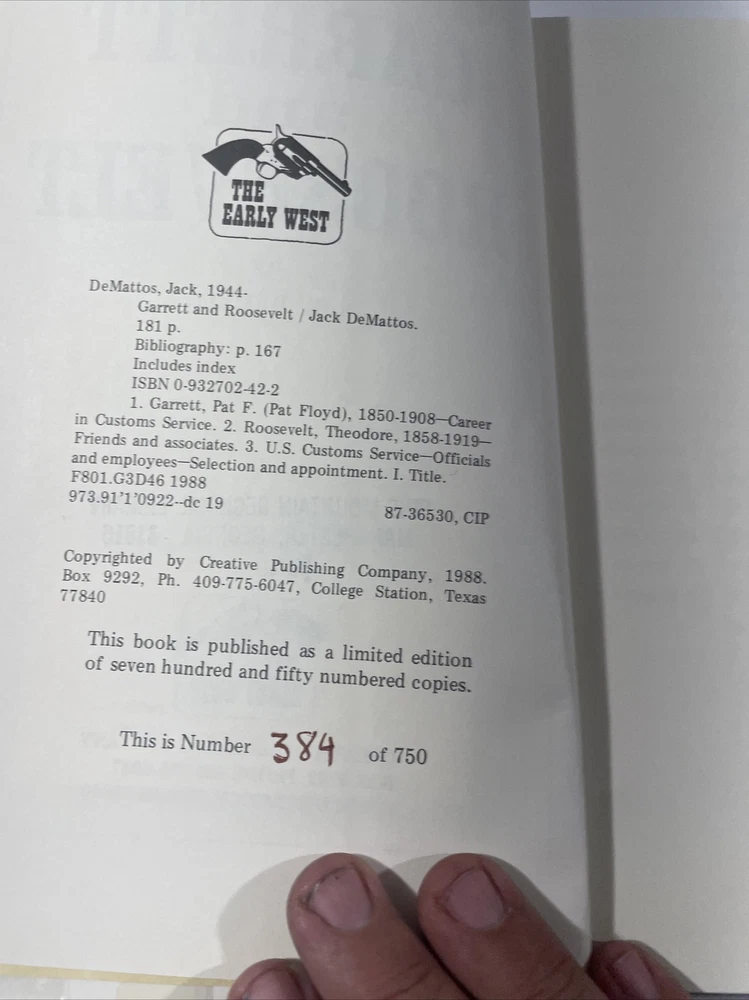 THE
EARLY WEST
DeMattos, Jack, 1944-
Garrett and Roosevelt / Jack DeMattos.
181 p.
Bibliography: p. 167
Includes index
ISBN 0-932702-42-2
1. Garrett, Pat F. (Pat Floyd), 1850-1908—Career
in Customs Service. 2. Roosevelt, Theodore, 1858-1919—
Friends and associates. 3. U.S. Customs Service—Officials
and employees—Selection and appointment. I. Title.
F801.G3D46 1988
973.91'1'0922--dc 19
87-36530, CIP
Copyrighted by Creative Publishing Company, 1988.
Box 9292, Ph. 409-775-6047, College Station, Texas
77840
This book is published as a limited edition
of seven hundred and fifty numbered copies.
This is Number 384 of 750